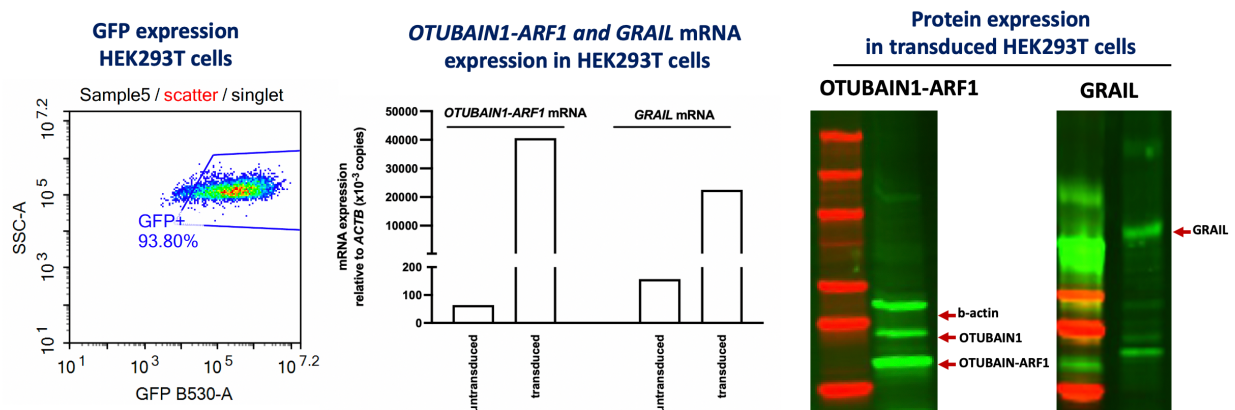 GFP expression
HEK293T cells
Sample5 / scatter / singlet
SSC-A
10^7.2
10^5
10^3
10^1
GFP+
93.80%
10^1
10^3
10^5
10^7.2
GFP B530-A
OTUBAIN1-ARF1 and GRAIL mRNA
expression in HEK293T cells
mRNA expression
relative to ACTB (x10^-3 copies)
50000
40000
30000
20000
10000
200
100
0
OTUBAIN1-ARF1 mRNA
GRAIL mRNA
untransduced
transduced
untransduced
transduced
Protein expression
in transduced HEK293T cells
OTUBAIN1-ARF1
GRAIL
b-actin
OTUBAIN1
OTUBAIN-ARF1
GRAIL